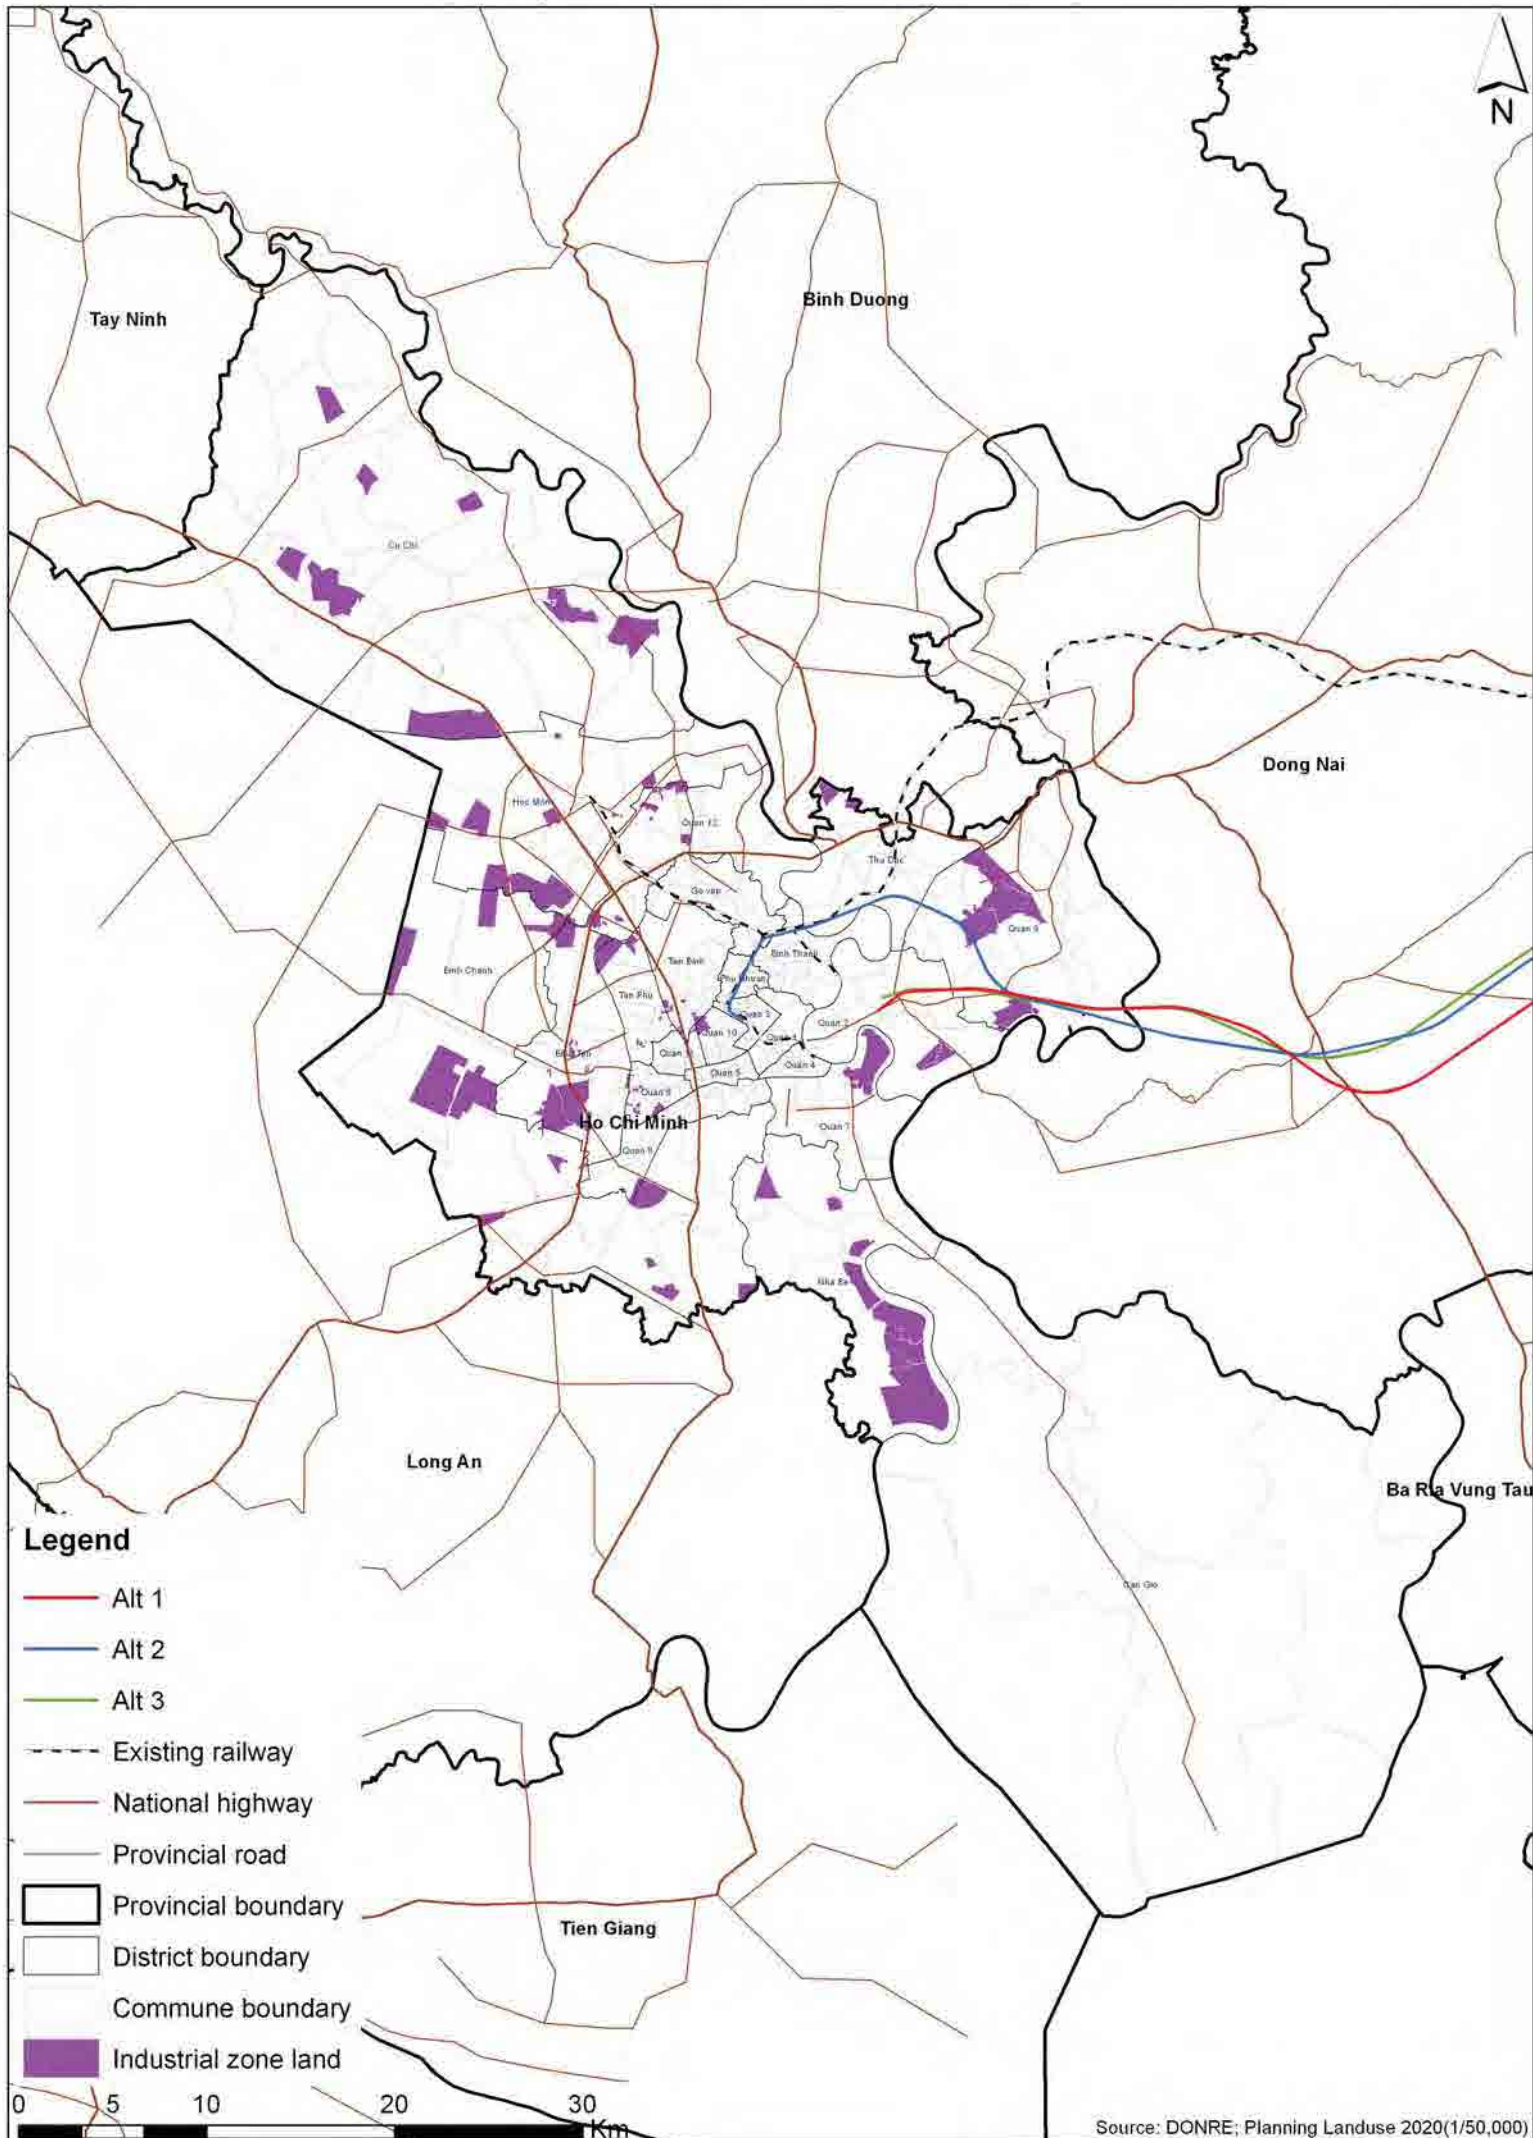 N
Binh Duong
Tay Ninh
Cu Chi
Dong Nai
Hoc Mon
Quan 12
Thu Duc
Go vap
Quan 9
Binh Thanh
Tan Binh
Binh Chanh
Phu Nhuan
Tan Phu
Quan 3
Quan 2
Quan 10
Quan 4
Quan 5
Quan 6
Ho Chi Minh
Quan 7
Nha Be
Long An
Ba Ria Vung Tau
Can Gio
Legend
Alt 1
Alt 2
Alt 3
Existing railway
National highway
Provincial road
Provincial boundary
District boundary
Tien Giang
Commune boundary
Industrial zone land
0 5 10 20 30
Km
Source: DONRE; Planning Landuse 2020(1/50,000)